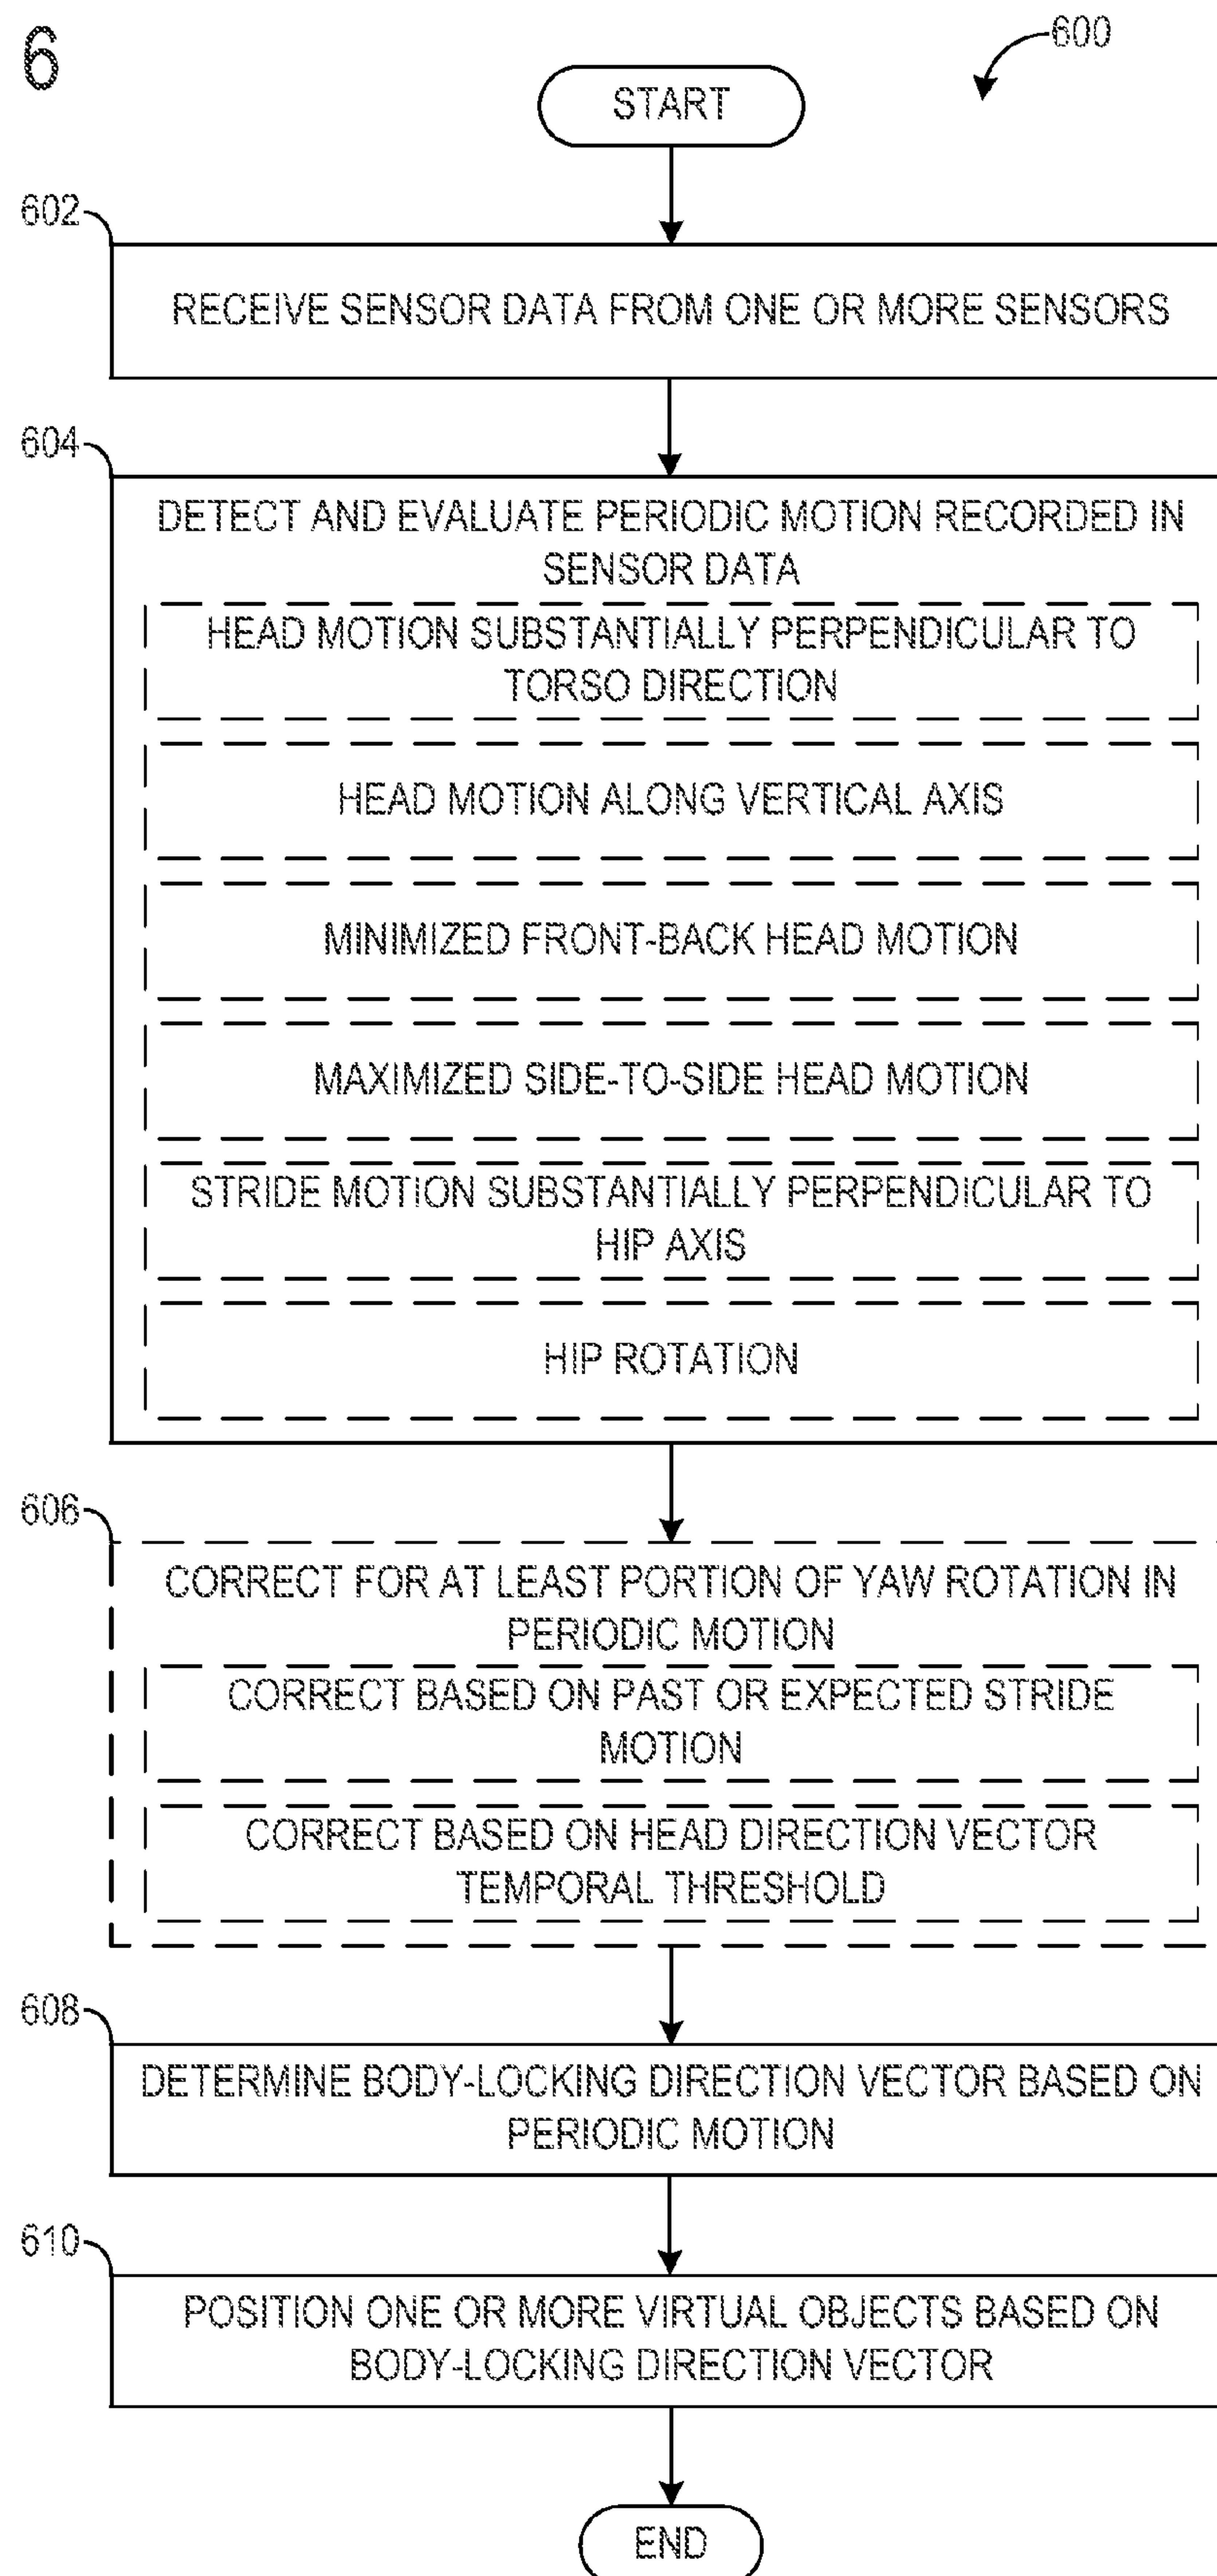 6
600
START
602
RECEIVE SENSOR DATA FROM ONE OR MORE SENSORS
604
DETECT AND EVALUATE PERIODIC MOTION RECORDED IN
SENSOR DATA
HEAD MOTION SUBSTANTIALLY PERPENDICULAR TO
TORSO DIRECTION
HEAD MOTION ALONG VERTICAL AXIS
MINIMIZED FRONT-BACK HEAD MOTION
MAXIMIZED SIDE-TO-SIDE HEAD MOTION
STRIDE MOTION SUBSTANTIALLY PERPENDICULAR TO
HIP AXIS
HIP ROTATION
606
CORRECT FOR AT LEAST PORTION OF YAW ROTATION IN
PERIODIC MOTION
CORRECT BASED ON PAST OR EXPECTED STRIDE
MOTION
CORRECT BASED ON HEAD DIRECTION VECTOR
TEMPORAL THRESHOLD
608
DETERMINE BODY-LOCKING DIRECTION VECTOR BASED ON
PERIODIC MOTION
610
POSITION ONE OR MORE VIRTUAL OBJECTS BASED ON
BODY-LOCKING DIRECTION VECTOR
END